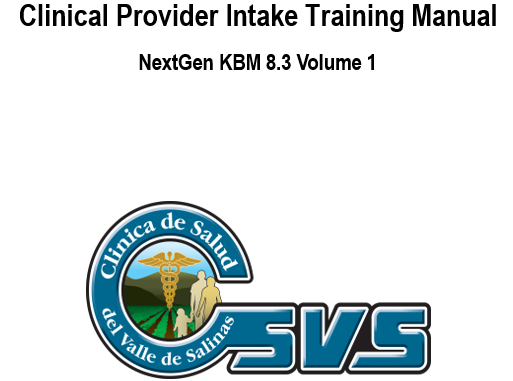 Clinical Provider Intake Training Manual
NextGen KBM 8.3 Volume 1
Clinica de Salud
del Valle de Salinas
CSVS